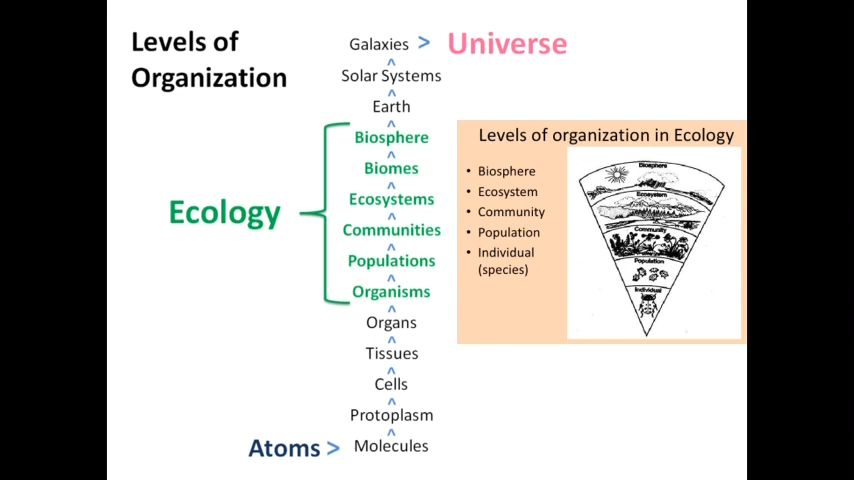 Levels of
Organization
Galaxies > Universe
^
Solar Systems
^
Earth
^
Biosphere
^
Biomes
^
Ecosystems
^
Communities
^
Populations
^
Organisms
^
Organs
^
Tissues
^
Cells
^
Protoplasm
^
Atoms > Molecules
Ecology
Levels of organization in Ecology
• Biosphere
• Ecosystem
• Community
• Population
• Individual
(species)
Biosphere
Ecosystem
Community
Population
Individual